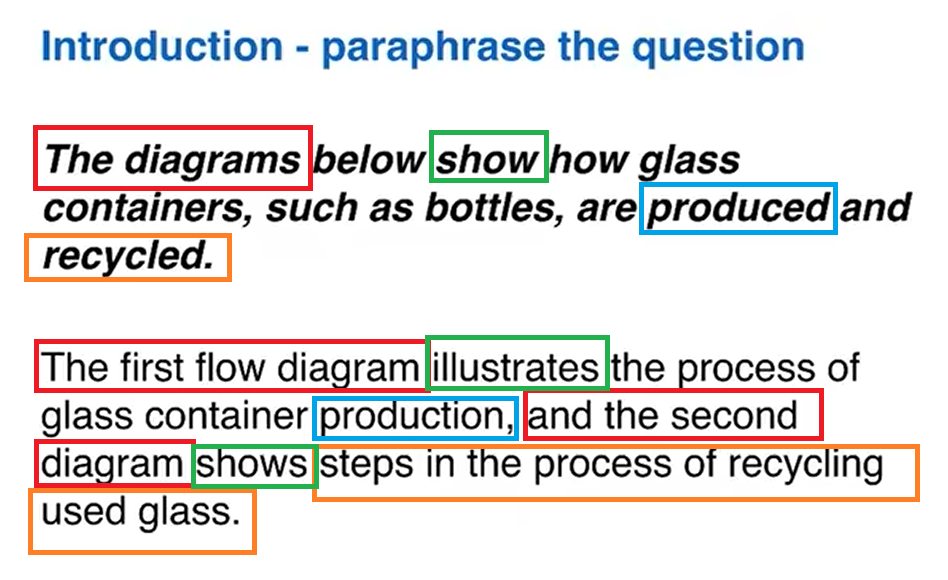 Introduction - paraphrase the question
The diagrams below show how glass
containers, such as bottles, are produced and
recycled.
The first flow diagram illustrates the process of
glass container production, and the second
diagram shows steps in the process of recycling
used glass.